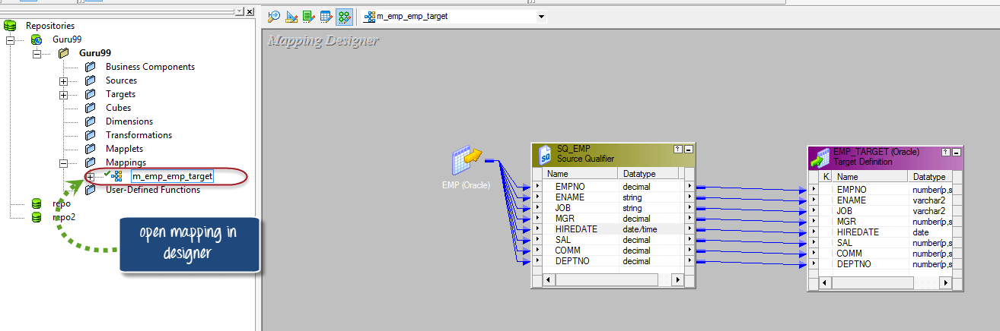 m_emp_emp_target
Repositories
Guru99
Guru99
Business Components
Sources
Targets
Cubes
Dimensions
Transformations
Mapplets
Mappings
m_emp_emp_target
User-Defined Functions
repo
repo2
open mapping in
designer
Mapping Designer
EMP (Oracle)
SQ
SQ_EMP
Source Qualifier
Name Datatype
EMPNO decimal
ENAME string
JOB string
MGR decimal
HIREDATE date/time
SAL decimal
COMM decimal
DEPTNO decimal
EMP_TARGET (Oracle)
Target Definition
K. Name Datatype
EMPNO number(p,s
ENAME varchar2
JOB varchar2
MGR number(p,s
HIREDATE date
SAL number(p,s
COMM number(p,s
DEPTNO number(p,s